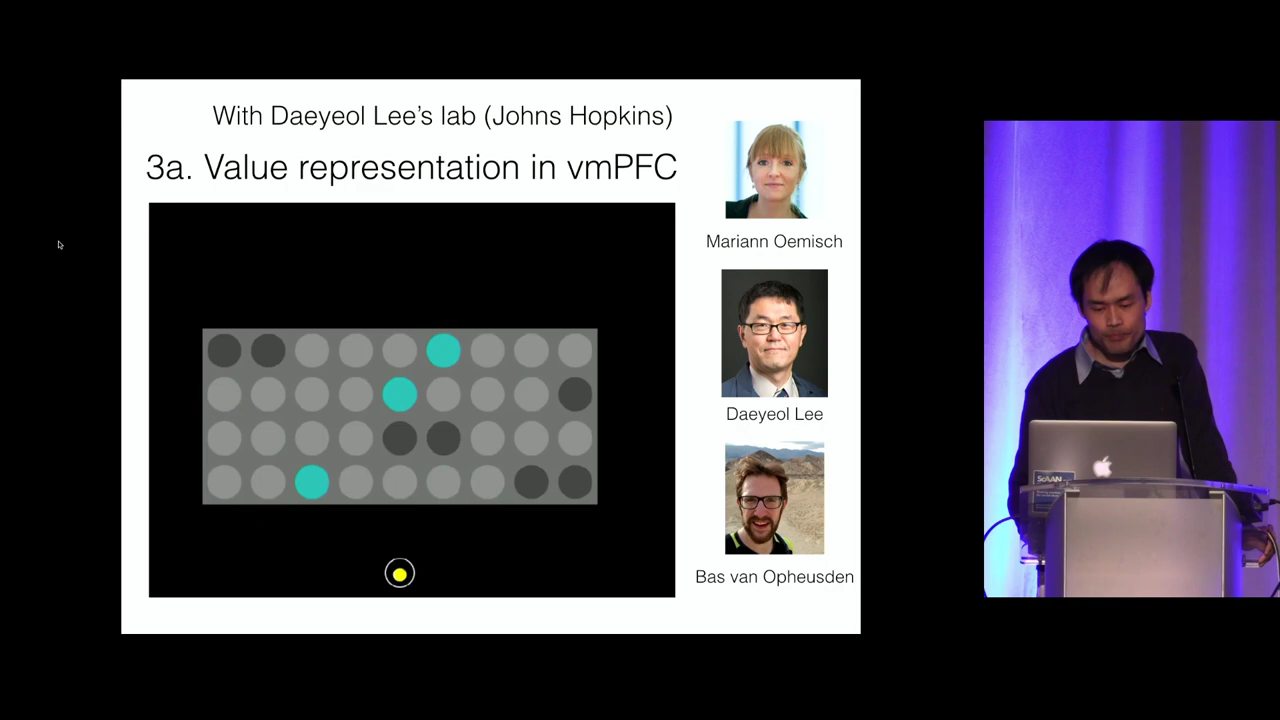 With Daeyeol Lee's lab (Johns Hopkins)
3a. Value representation in vmPFC
Mariann Oemisch
Daeyeol Lee
Bas van Opheusden